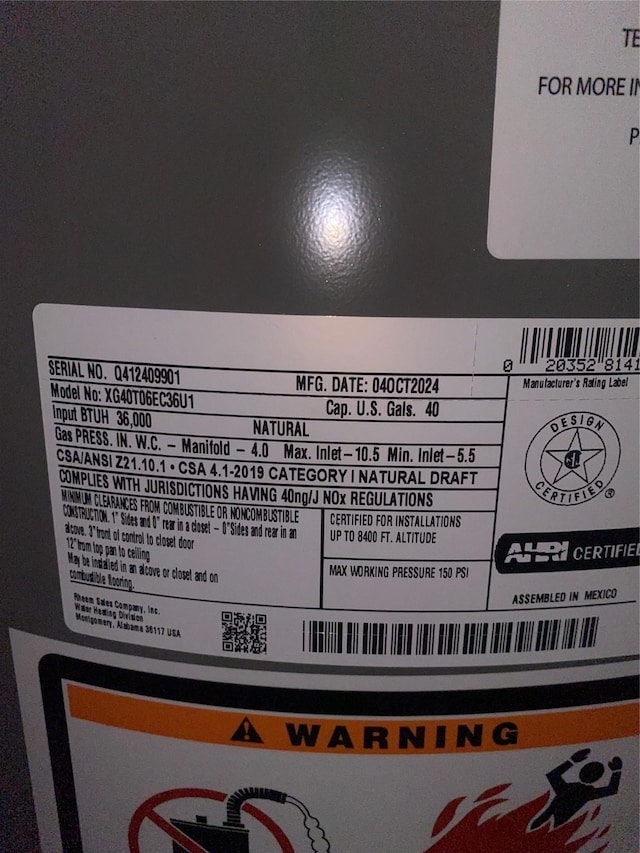 TE
FOR MORE IN
P
SERIAL NO. Q412409901
MFG. DATE: 04OCT2024
Model No: XG40T06EC36U1
Cap. U.S. Gals. 40
Input BTUH 36,000
NATURAL
Gas PRESS. IN. W.C. – Manifold – 4.0 Max. Inlet–10.5 Min. Inlet–5.5
CSA/ANSI Z21.10.1 • CSA 4.1-2019 CATEGORY I NATURAL DRAFT
COMPLIES WITH JURISDICTIONS HAVING 40ng/J NOx REGULATIONS
MINIMUM CLEARANCES FROM COMBUSTIBLE OR NONCOMBUSTIBLE
CONSTRUCTION. 1" Sides and 0" rear in a closet – 0"Sides and rear in an
alcove. 3"front of control to closet door
12"from top pan to ceiling
May be installed in an alcove or closet and on
combustible flooring.
CERTIFIED FOR INSTALLATIONS
UP TO 8400 FT. ALTITUDE
MAX WORKING PRESSURE 150 PSI
Rheem Sales Company, Inc.
Water Heating Division
Montgomery, Alabama 36117 USA
0 20352 8141
Manufacturer's Rating Label
DESIGN
CERTIFIED
®
AHRI CERTIFIE
ASSEMBLED IN MEXICO
WARNING